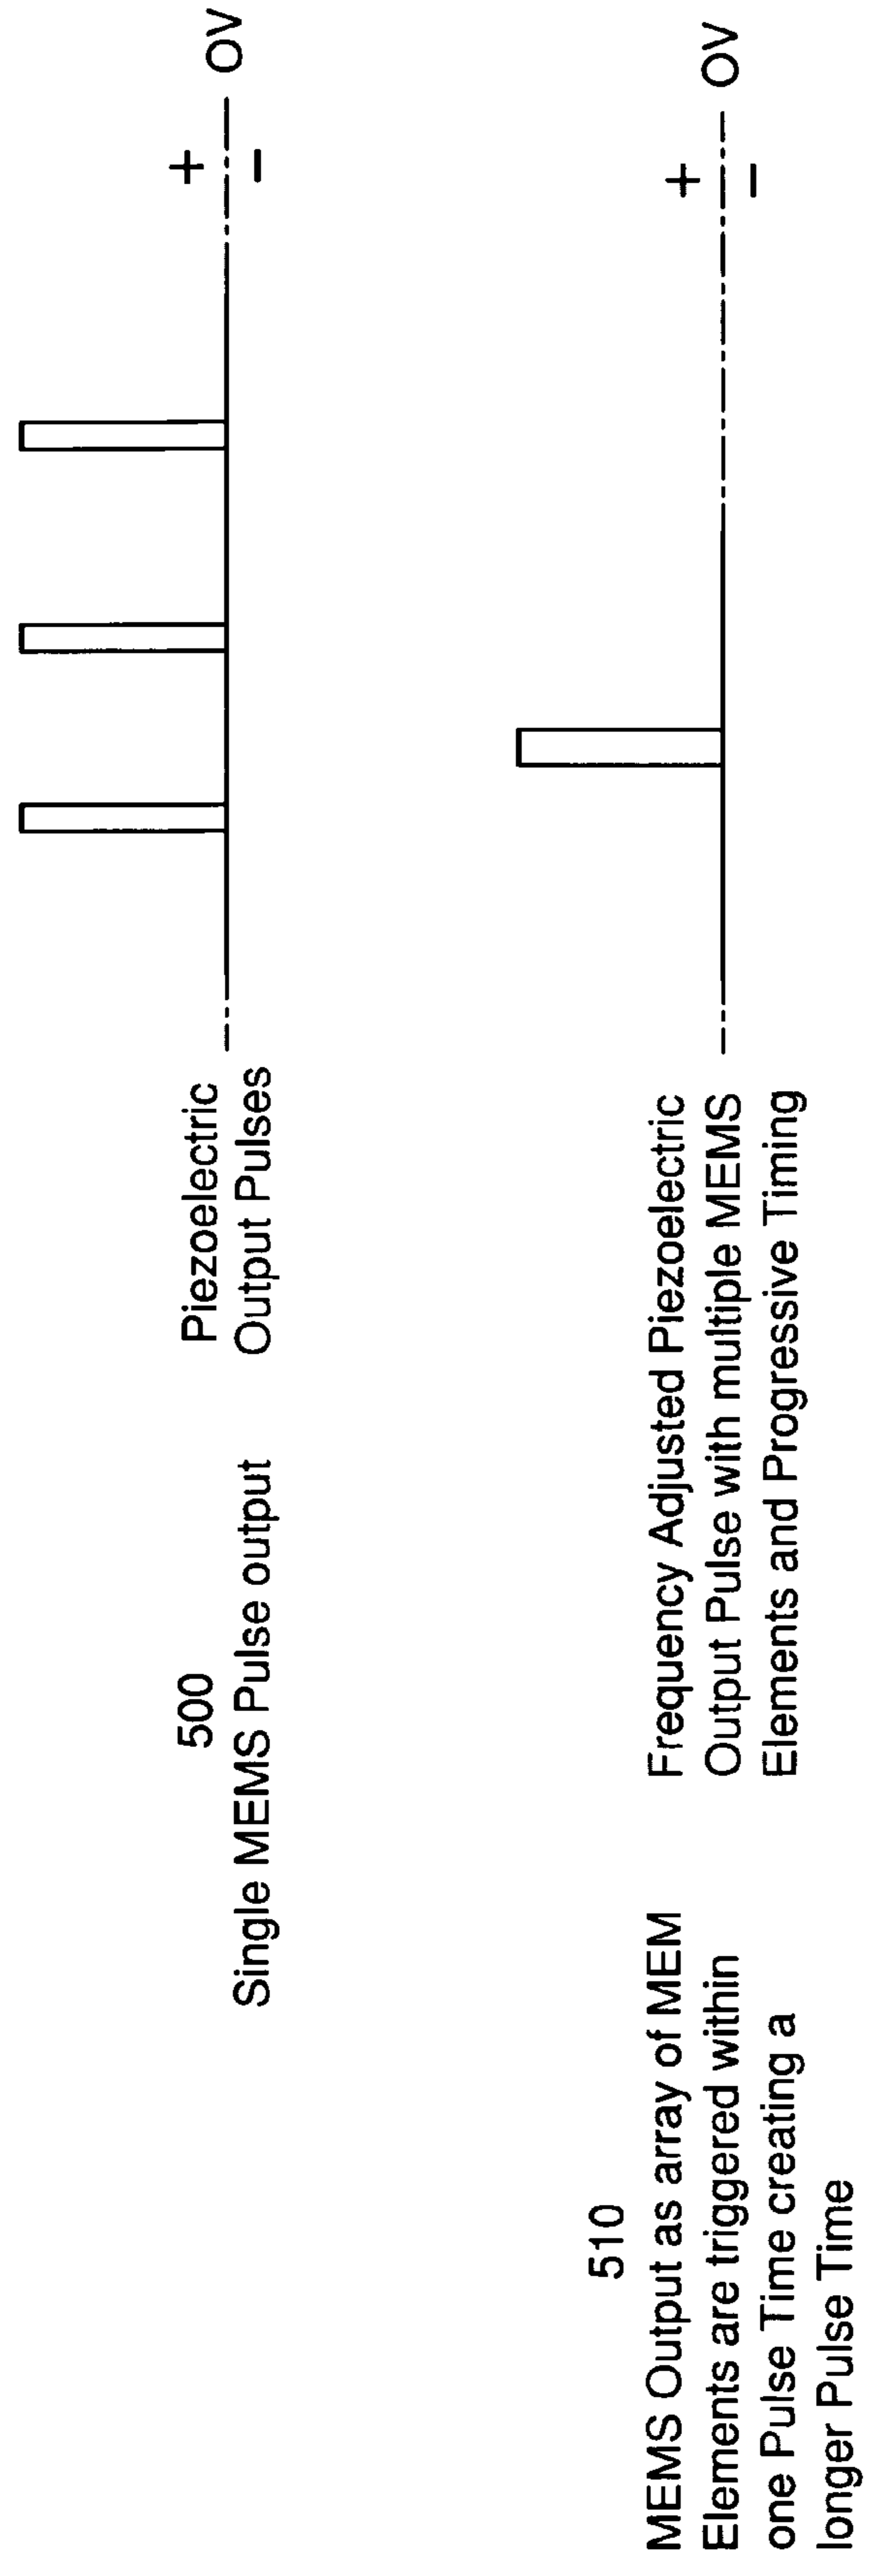 500
Single MEMS Pulse output
Piezoelectric
Output Pulses
+
−
OV
510
MEMS Output as array of MEM
Elements are triggered within
one Pulse Time creating a
longer Pulse Time
Frequency Adjusted Piezoelectric
Output Pulse with multiple MEMS
Elements and Progressive Timing
+
−
OV